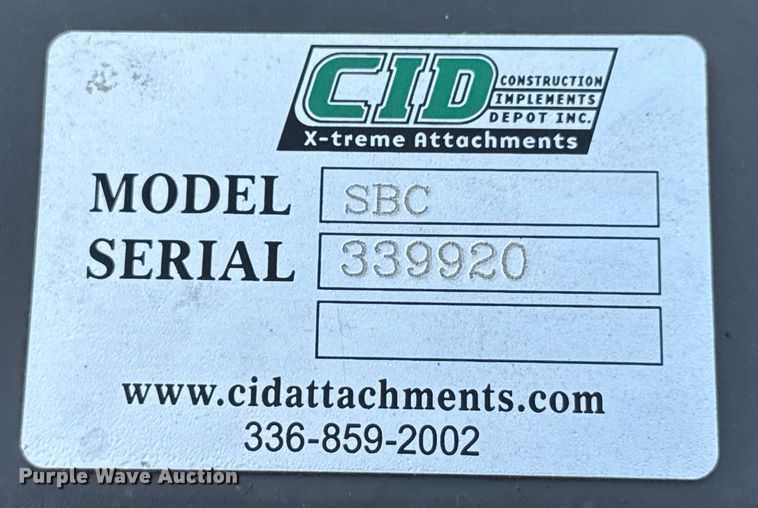 CID
CONSTRUCTION
IMPLEMENTS
DEPOT INC.
X-treme Attachments
MODEL SBC
SERIAL 339920
www.cidattachments.com
336-859-2002
Purple Wave Auction